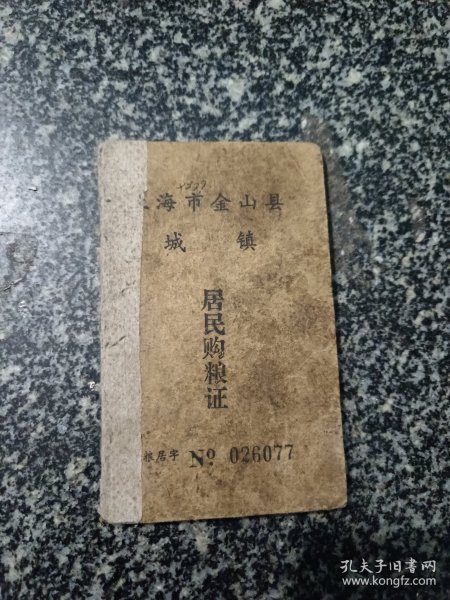 海市金山县
城 镇
居民购粮证
粮居字 Nº 026077
孔夫子旧书网
www.kongfz.com